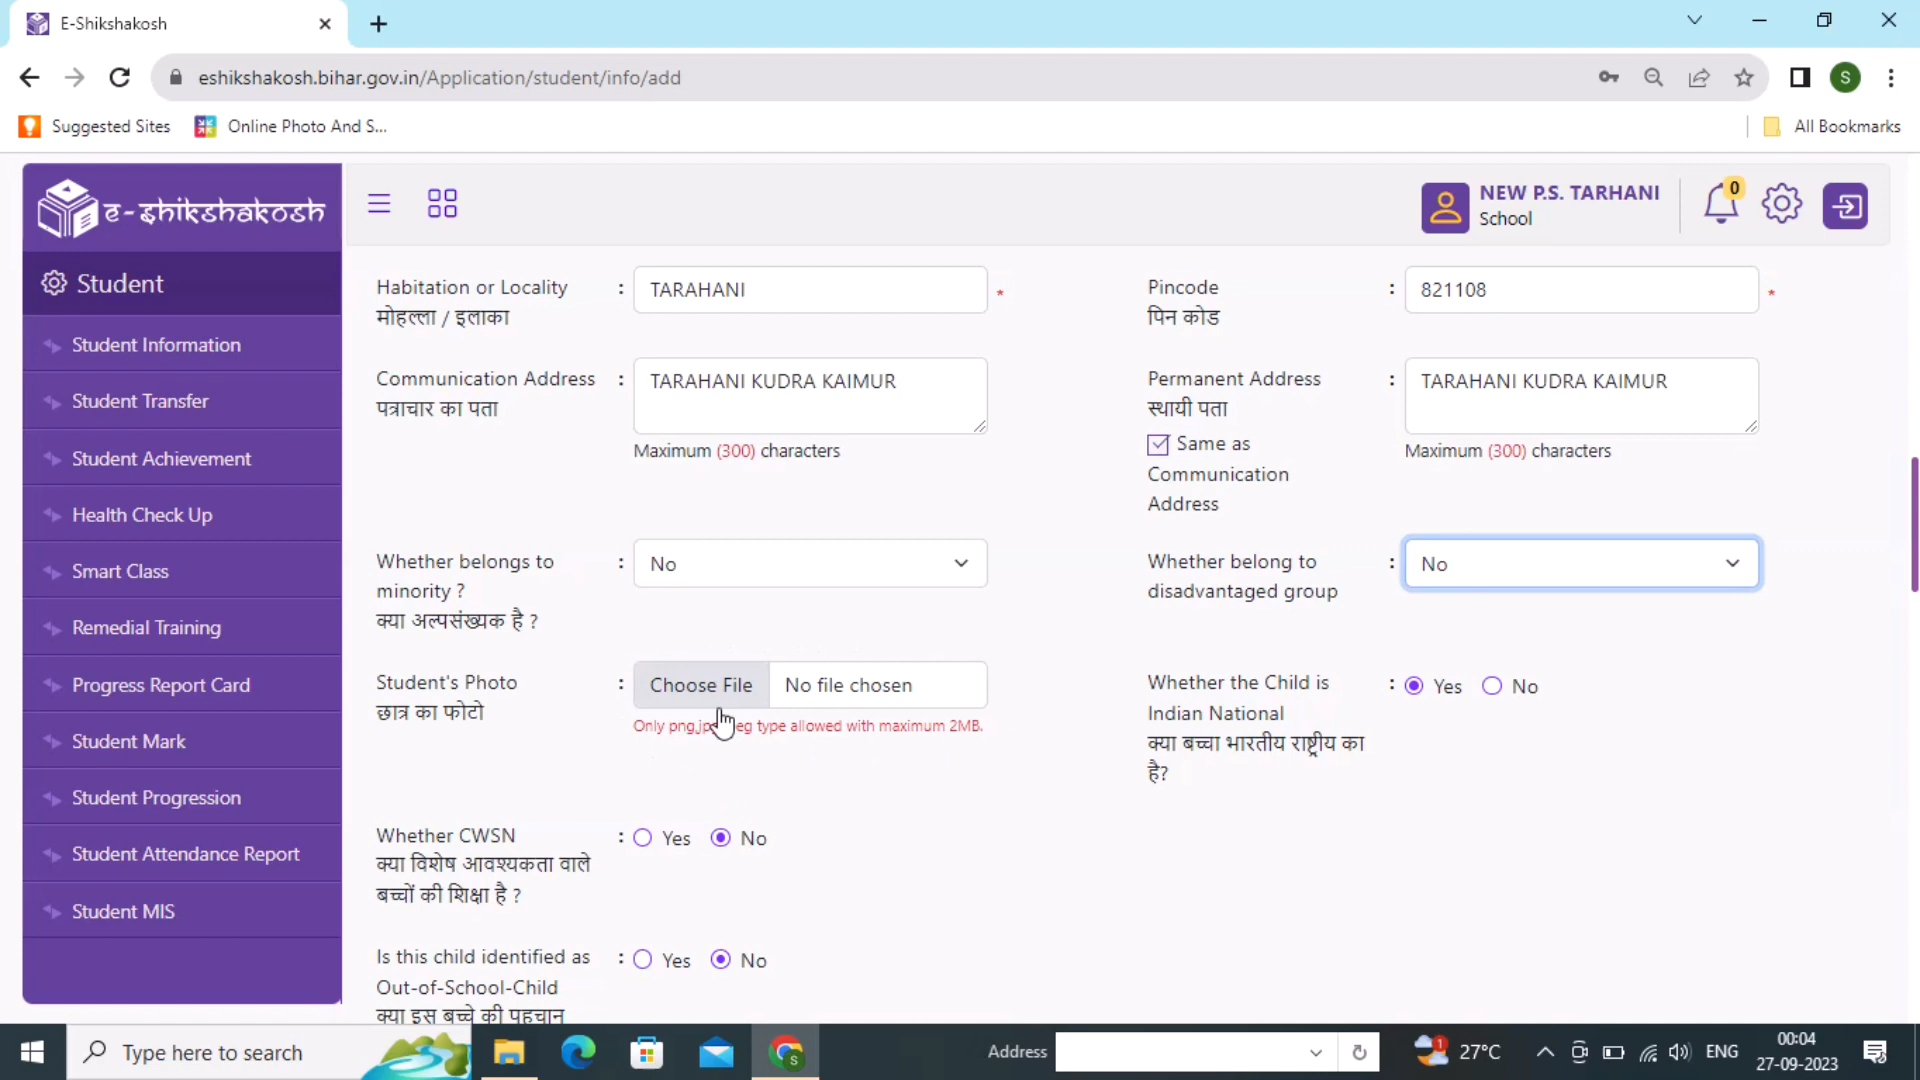 E-Shikshakosh
eshikshakosh.bihar.gov.in/Application/student/info/add
S
Suggested Sites
Online Photo And S...
All Bookmarks
e-shikshakosh
NEW P.S. TARHANI
School
0
Student
Student Information
Student Transfer
Student Achievement
Health Check Up
Smart Class
Remedial Training
Progress Report Card
Student Mark
Student Progression
Student Attendance Report
Student MIS
Habitation or Locality : TARAHANI *
मोहल्ला / इलाका
Pincode : 821108 *
पिन कोड
Communication Address : TARAHANI KUDRA KAIMUR
पत्राचार का पता
Maximum (300) characters
Permanent Address : TARAHANI KUDRA KAIMUR
स्थायी पता
Same as
Communication
Address
Maximum (300) characters
Whether belongs to : No
minority ?
क्या अल्पसंख्यक है ?
Whether belong to : No
disadvantaged group
Student's Photo : Choose File No file chosen
छात्र का फोटो
Only png,jp eg type allowed with maximum 2MB.
Whether the Child is : Yes No
Indian National
क्या बच्चा भारतीय राष्ट्रीय का
है?
Whether CWSN : Yes No
क्या विशेष आवश्यकता वाले
बच्चों की शिक्षा है ?
Is this child identified as : Yes No
Out-of-School-Child
क्या इस बच्चे की पहचान
Type here to search
Address
1
27°C
ENG
00:04
27-09-2023